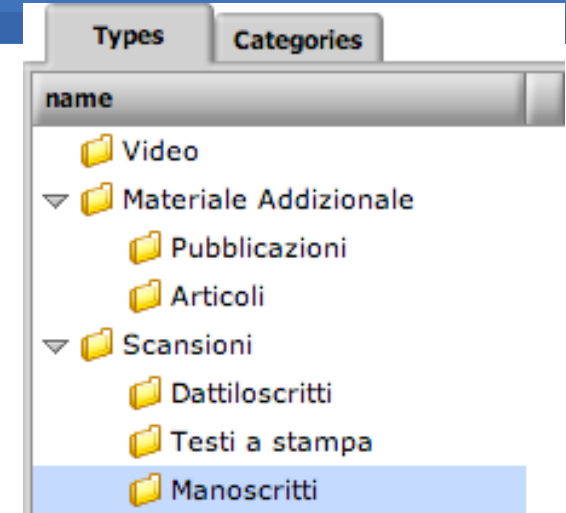 Types Categories
name
Video
Materiale Addizionale
Pubblicazioni
Articoli
Scansioni
Dattiloscritti
Testi a stampa
Manoscritti